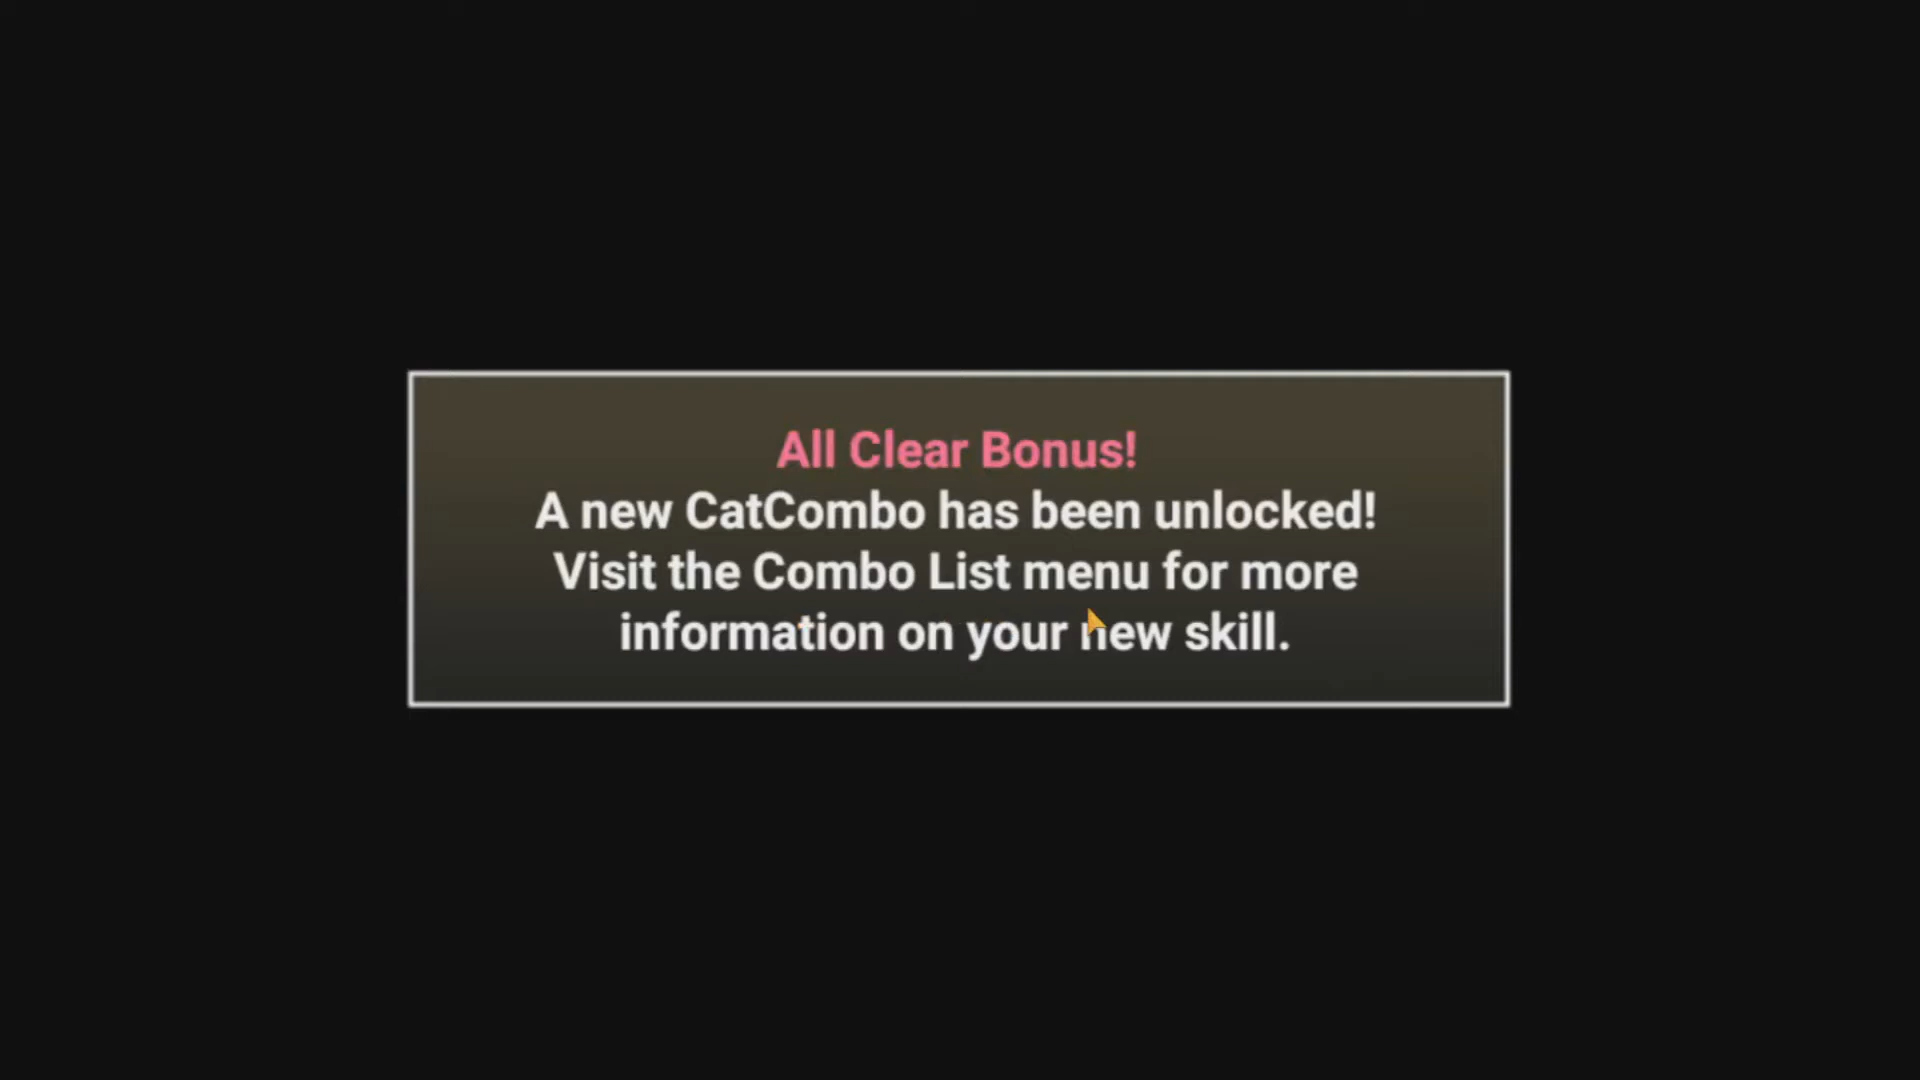 All Clear Bonus!
A new CatCombo has been unlocked!
Visit the Combo List menu for more
information on your new skill.